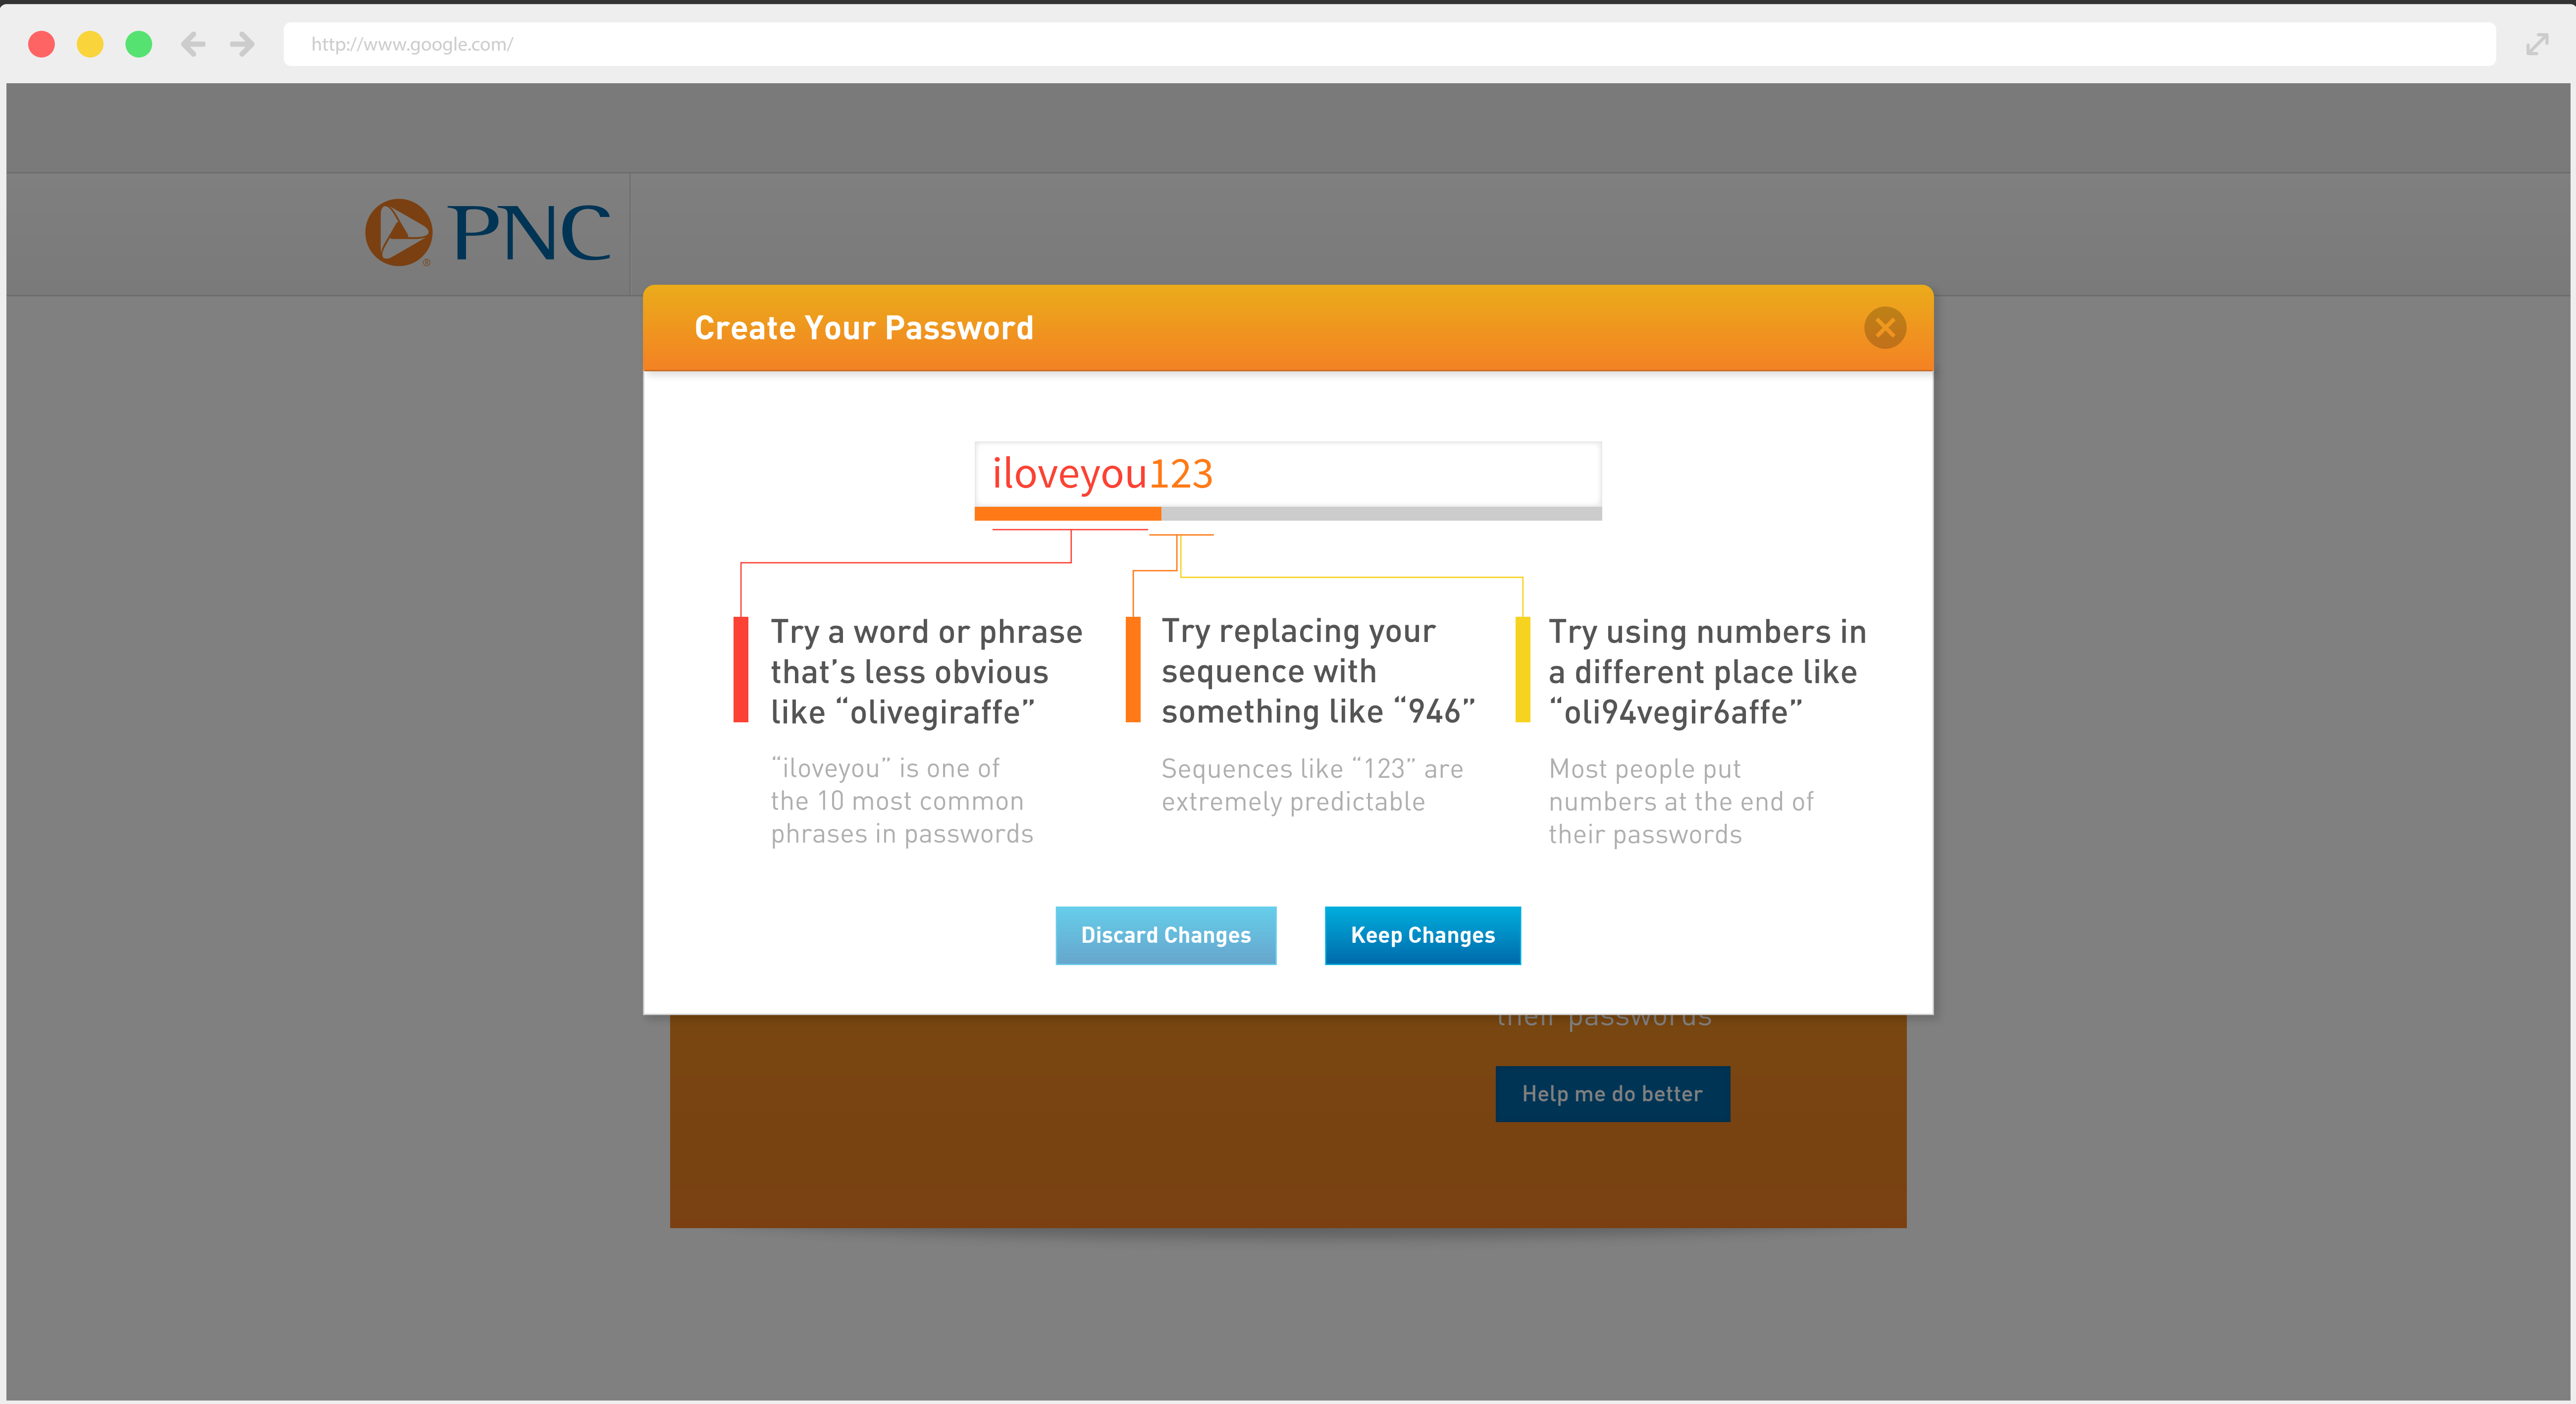 http://www.google.com/
PNC
®
Create Your Password
iloveyou123
Try a word or phrase
that’s less obvious
like “olivegiraffe”
“iloveyou” is one of
the 10 most common
phrases in passwords
Try replacing your
sequence with
something like “946”
Sequences like “123” are
extremely predictable
Try using numbers in
a different place like
“oli94vegir6affe”
Most people put
numbers at the end of
their passwords
Discard Changes
Keep Changes
their passwords
Help me do better